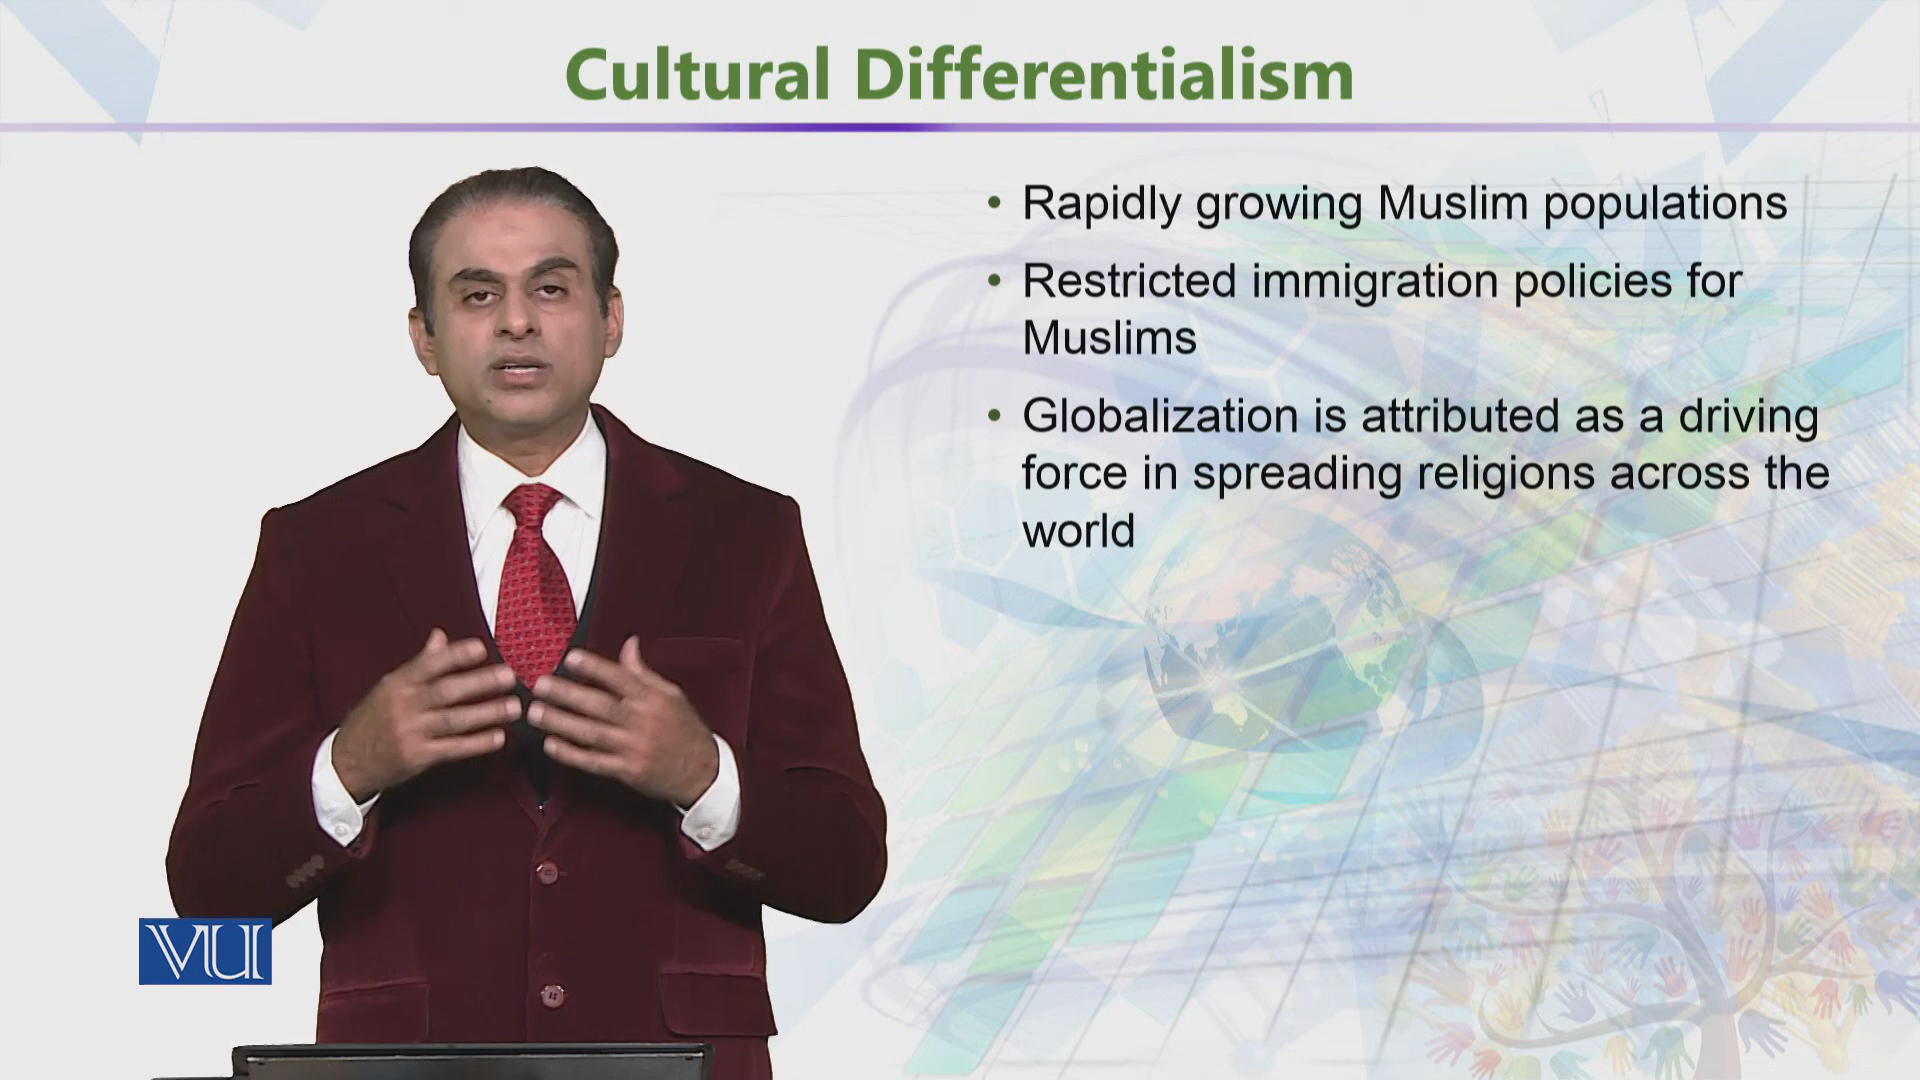 Cultural Differentialism
• Rapidly growing Muslim populations
• Restricted immigration policies for
Muslims
• Globalization is attributed as a driving
force in spreading religions across the
world
VU